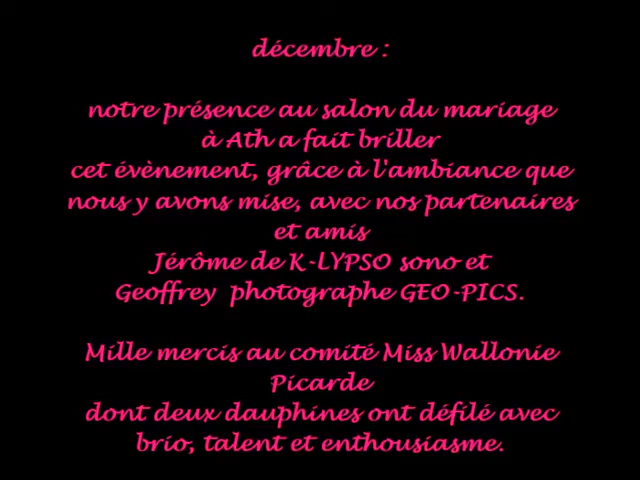 décembre :
notre présence au salon du mariage
à Ath a fait briller
cet évènement, grâce à l'ambiance que
nous y avons mise, avec nos partenaires
et amis
Jérôme de K-LYPSO sono et
Geoffrey photographe GEO-PICS.
Mille mercis au comité Miss Wallonie
Picarde
dont deux dauphines ont défilé avec
brio, talent et enthousiasme.